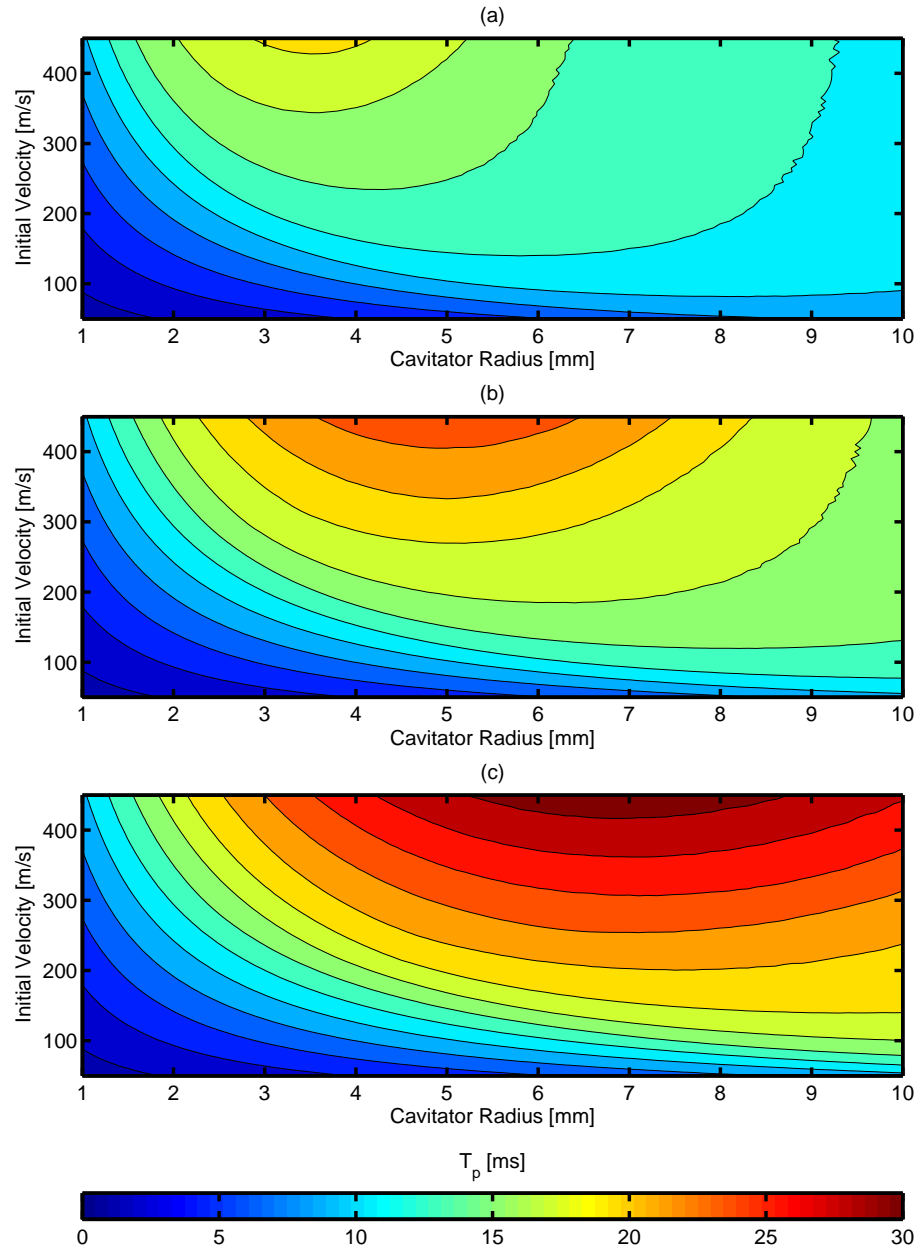 (a)
Initial Velocity [m/s]
400
300
200
100
1 2 3 4 5 6 7 8 9 10
Cavitator Radius [mm]
(b)
Initial Velocity [m/s]
400
300
200
100
1 2 3 4 5 6 7 8 9 10
Cavitator Radius [mm]
(c)
Initial Velocity [m/s]
400
300
200
100
1 2 3 4 5 6 7 8 9 10
Cavitator Radius [mm]
T_p [ms]
0 5 10 15 20 25 30